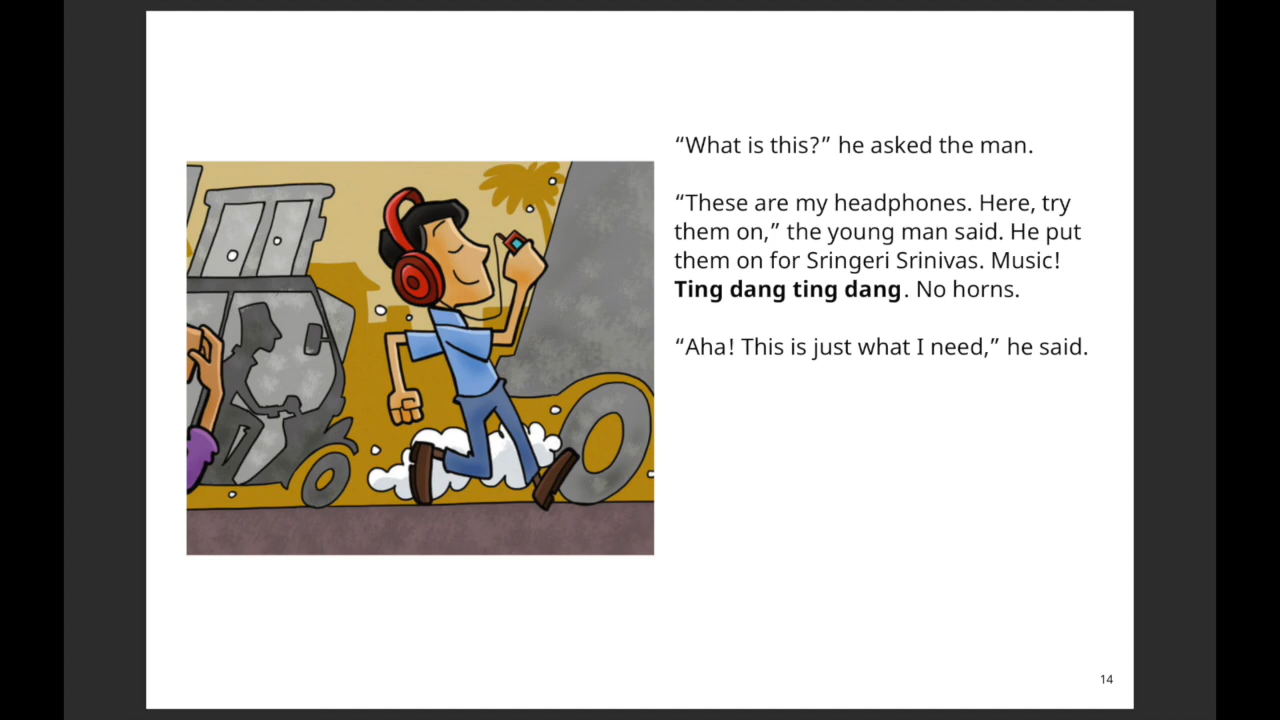 “What is this?” he asked the man.
“These are my headphones. Here, try
them on,” the young man said. He put
them on for Sringeri Srinivas. Music!
Ting dang ting dang. No horns.
“Aha! This is just what I need,” he said.
14